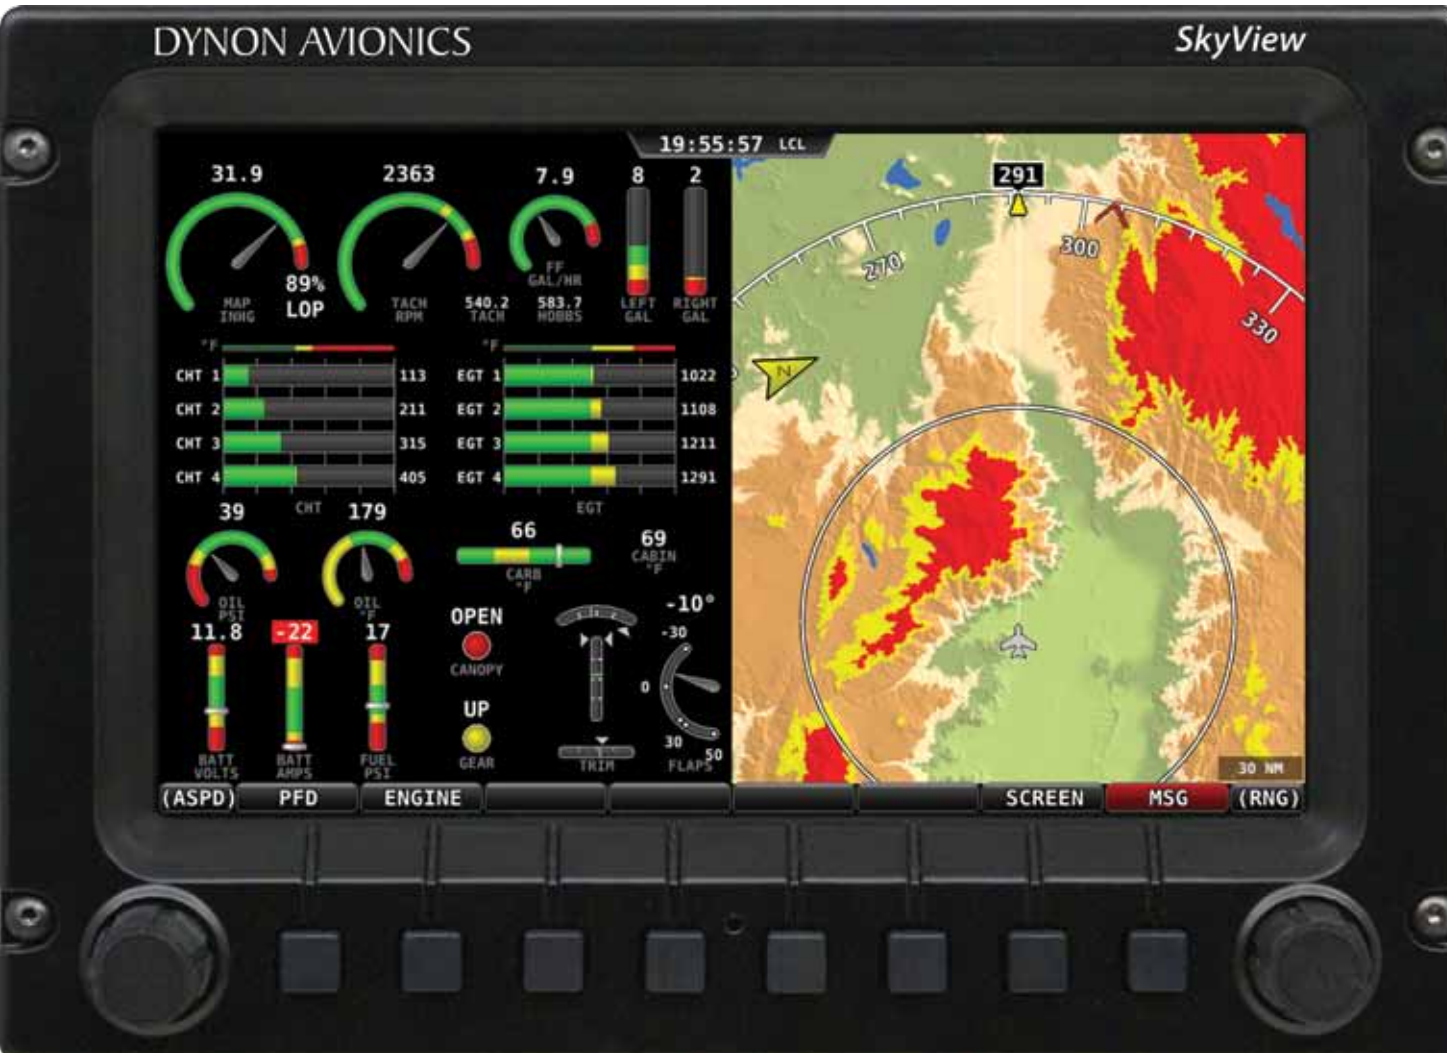 DYNON AVIONICS
SkyView
19:55:57 LCL
31.9
2363
7.9
8
2
89%
LOP
MAP
INHG
TACH
RPM
FF
GAL/HR
540.2
TACH
583.7
HOBBS
LEFT
GAL
RIGHT
GAL
°F
°F
CHT 1
113
EGT 1
1022
CHT 2
211
EGT 2
1108
CHT 3
315
EGT 3
1211
CHT 4
405
EGT 4
1291
CHT
EGT
39
179
66
69
CARB
°F
CABIN
°F
OIL
PSI
OIL
°F
11.8
-22
17
OPEN
CANOPY
UP
GEAR
-10°
-30
0
30
50
BATT
VOLTS
BATT
AMPS
FUEL
PSI
TRIM
FLAPS
291
270
300
330
N
30 NM
(ASPD)
PFD
ENGINE
SCREEN
MSG
(RNG)